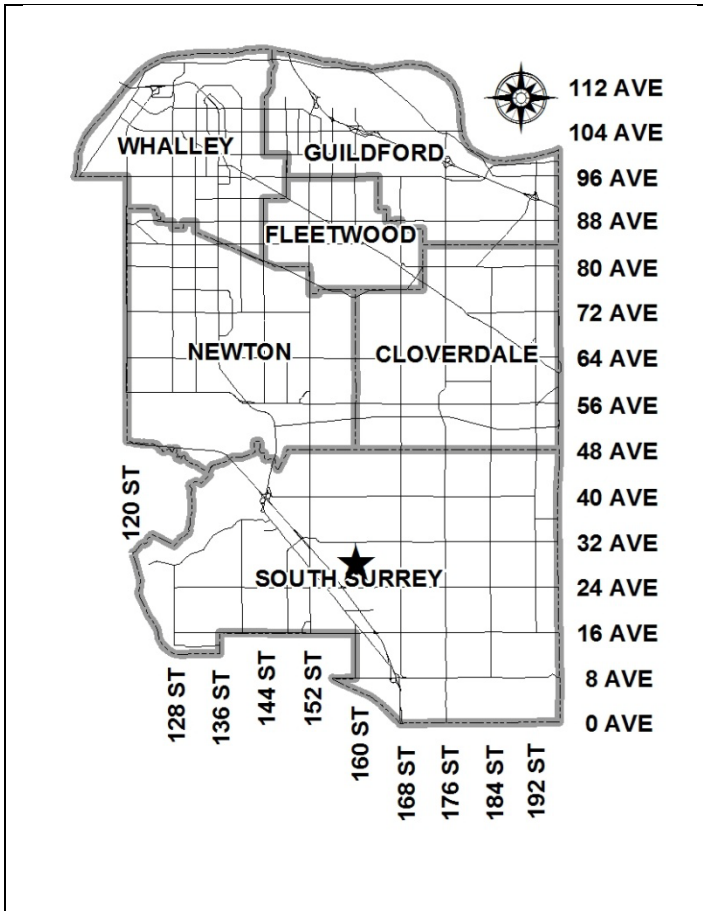 112 AVE
104 AVE
WHALLEY
GUILDFORD
96 AVE
88 AVE
FLEETWOOD
80 AVE
72 AVE
NEWTON
CLOVERDALE
64 AVE
56 AVE
48 AVE
120 ST
40 AVE
32 AVE
SOUTH SURREY
24 AVE
16 AVE
8 AVE
0 AVE
128 ST
136 ST
144 ST
152 ST
160 ST
168 ST
176 ST
184 ST
192 ST